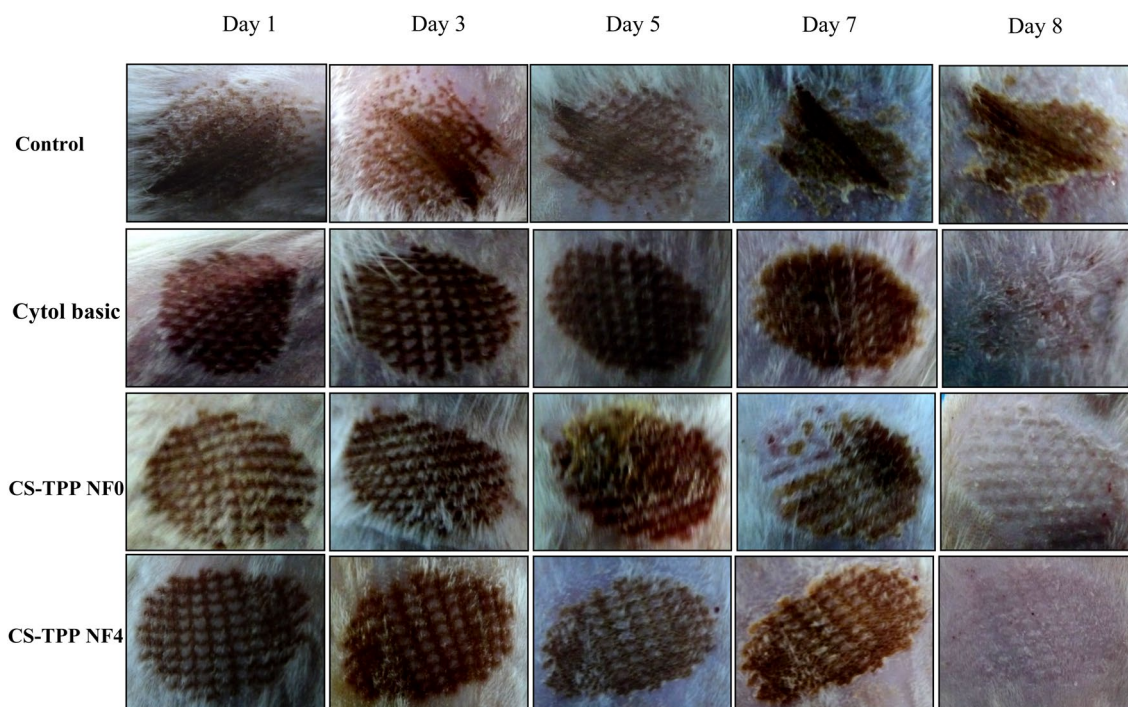 Day 1 Day 3 Day 5 Day 7 Day 8
Control
Cytol basic
CS-TPP NF0
CS-TPP NF4